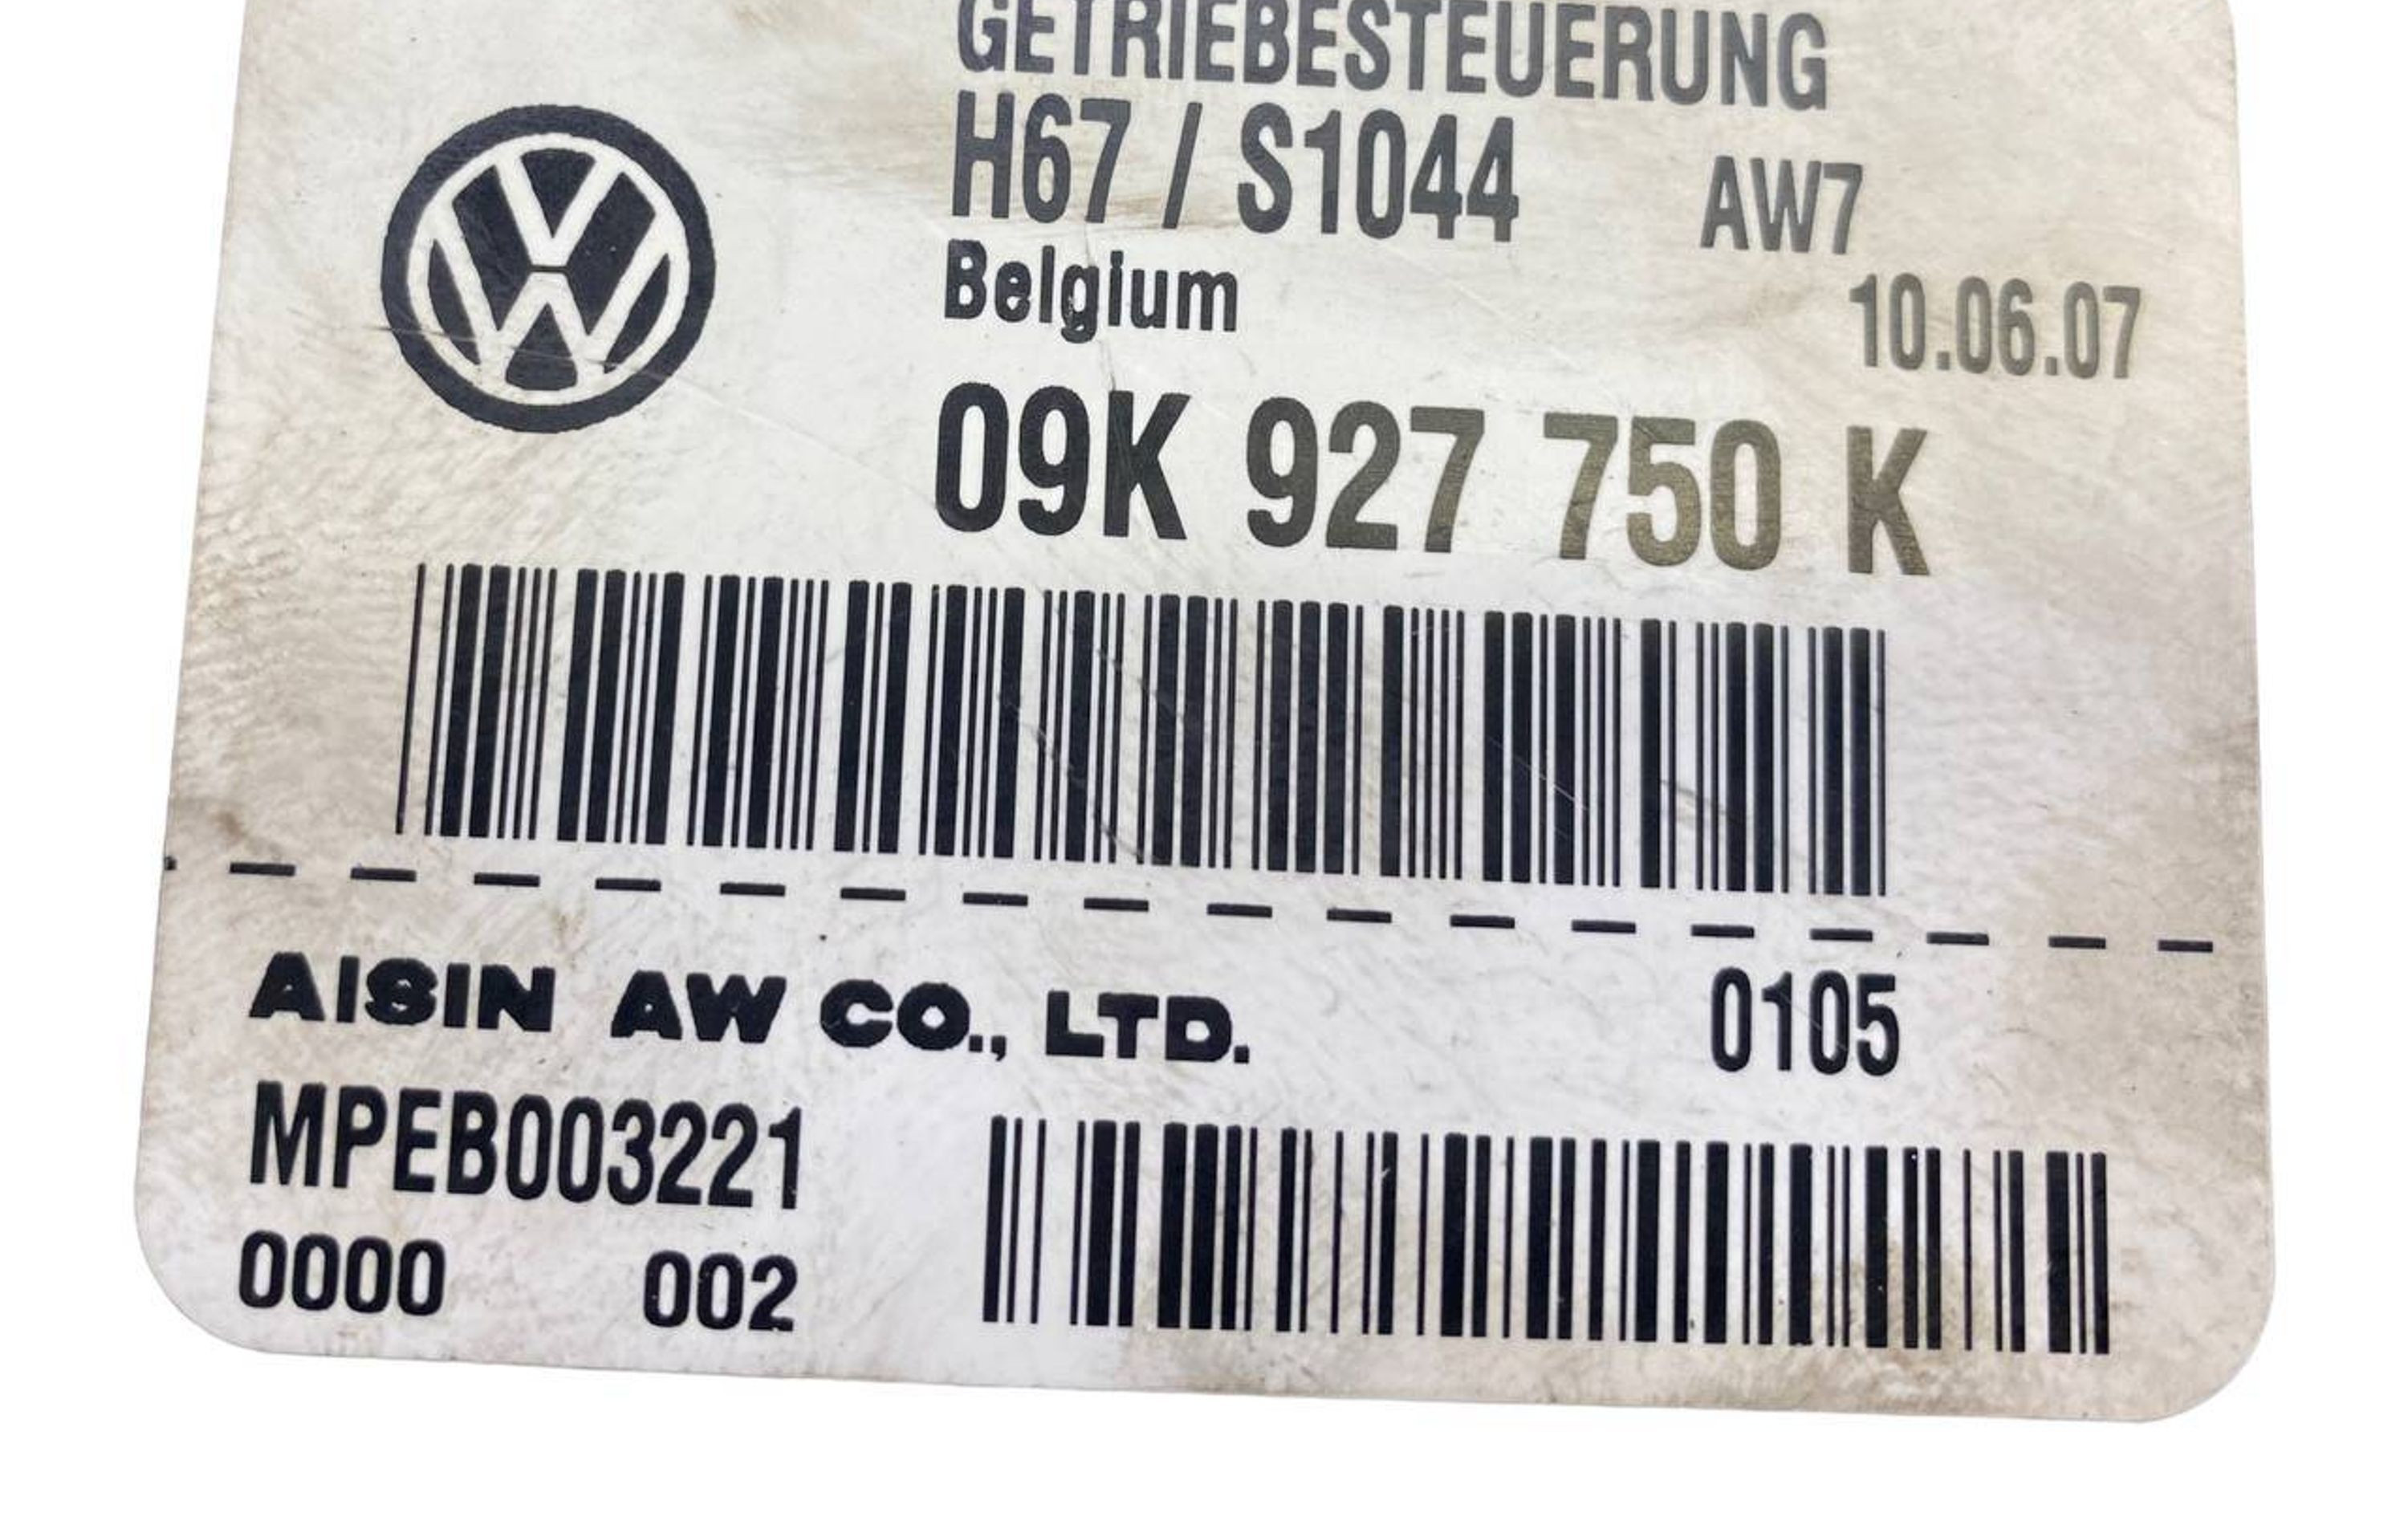 GETRIEBESTEUERUNG
H67 / S1044 AW7
Belgium
10.06.07
09K 927 750 K
AISIN AW CO., LTD. 0105
MPEB003221
0000 002